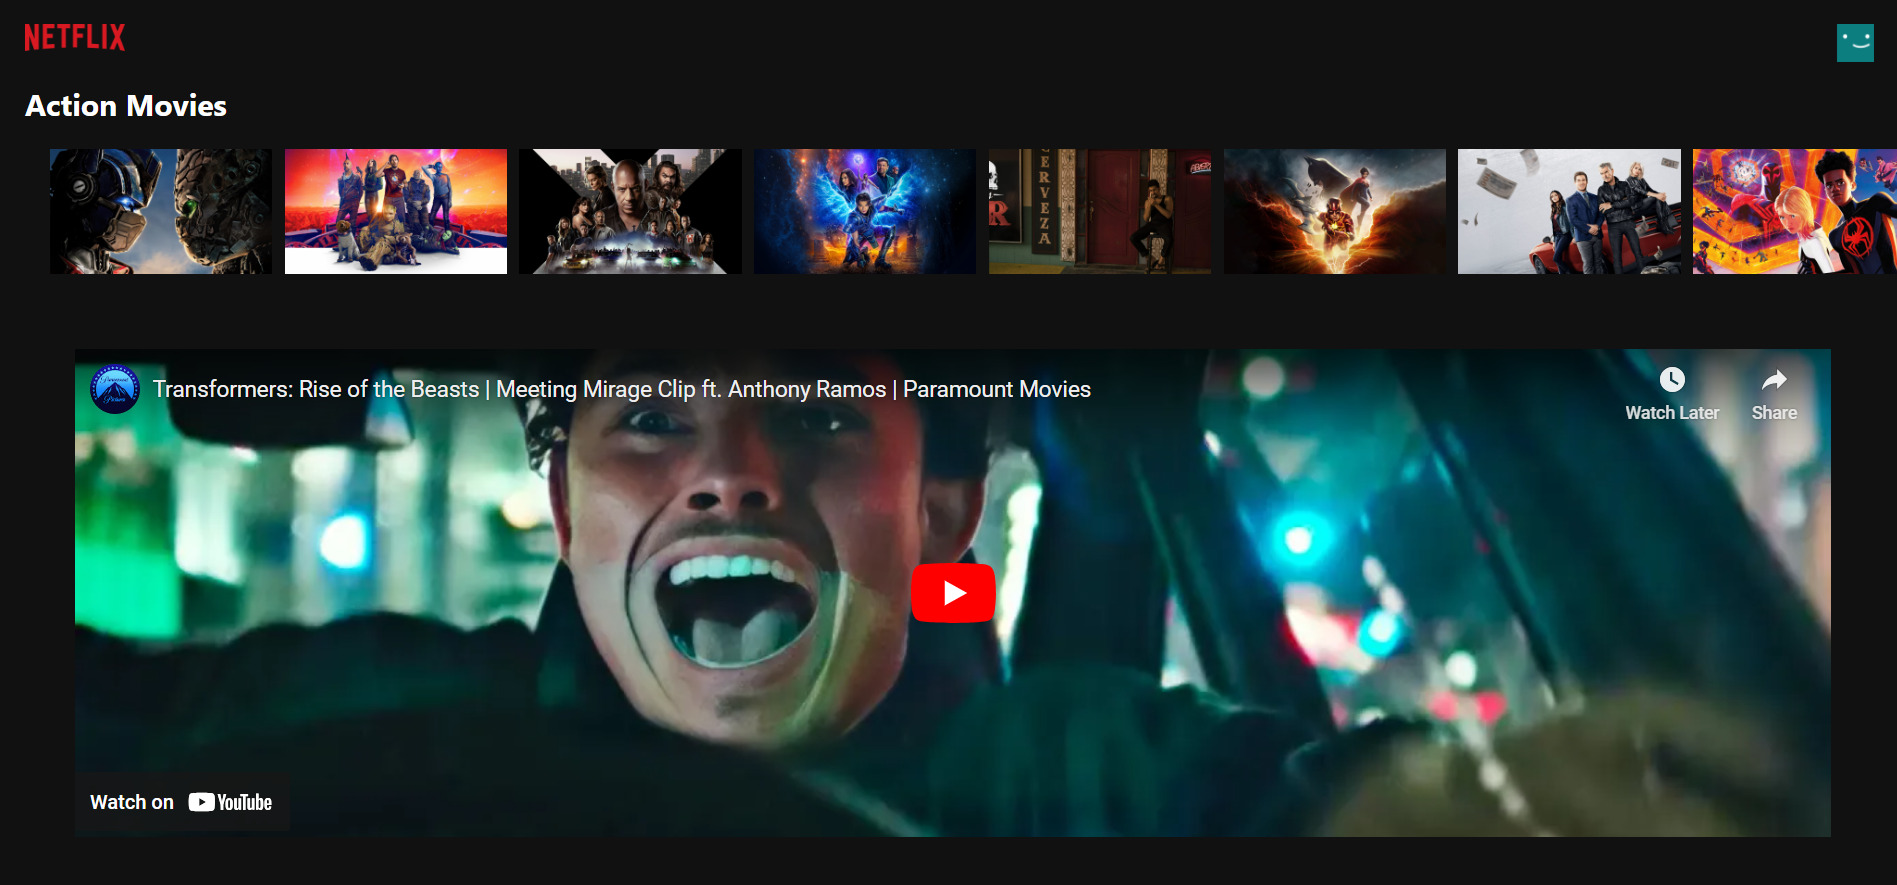 NETFLIX
Action Movies
CERVEZA
Transformers: Rise of the Beasts | Meeting Mirage Clip ft. Anthony Ramos | Paramount Movies
Watch Later
Share
Watch on YouTube